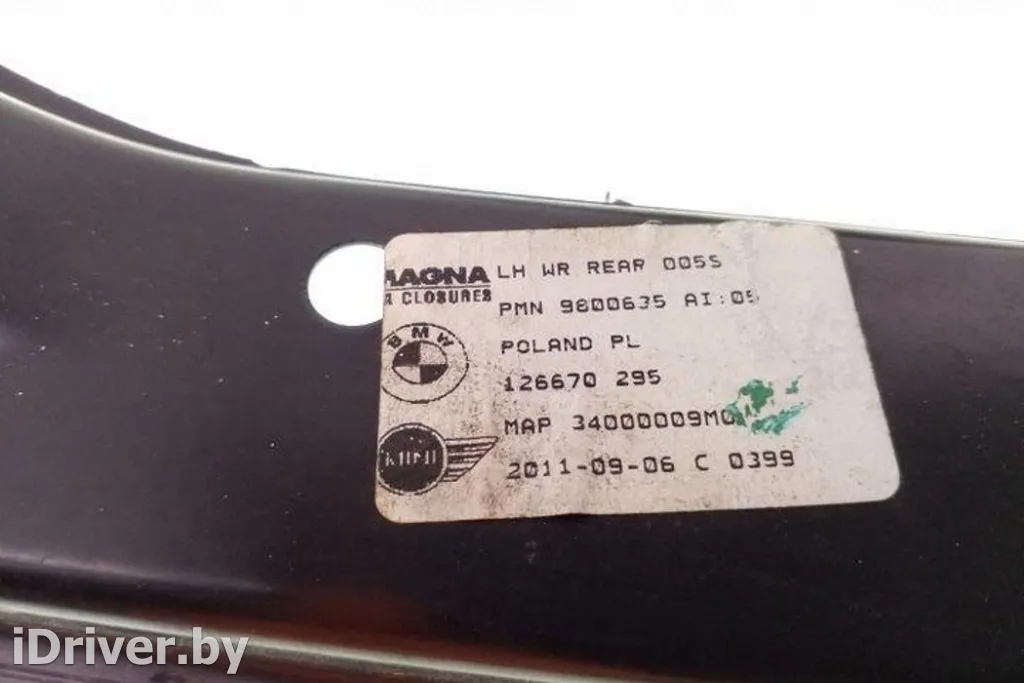 MAGNA
CLOSURES
BMW
MINI
LH WR REAR 005S
PMN 9800635 AI:05
POLAND PL
126670 295
MAP 34000009M0
2011-09-06 C 0399
iDriver.by